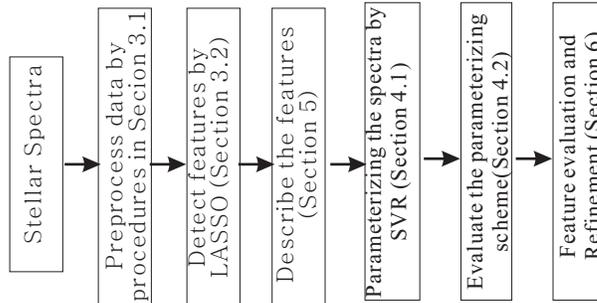 Stellar Spectra
Preprocess data by
procedures in Secion 3.1
Detect features by
LASSO (Section 3.2)
Describe the features
(Section 5)
Parameterizing the spectra by
SVR (Section 4.1)
Evaluate the parameterizing
scheme(Section 4.2)
Feature evaluation and
Refinement (Section 6)